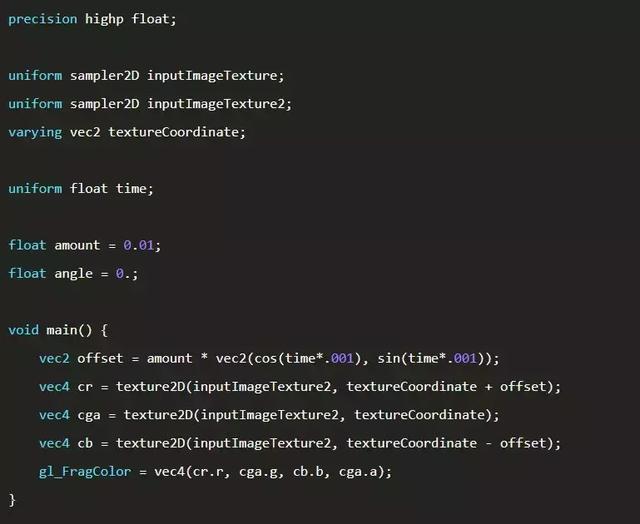 precision highp float;
uniform sampler2D inputImageTexture;
uniform sampler2D inputImageTexture2;
varying vec2 textureCoordinate;
uniform float time;
float amount = 0.01;
float angle = 0.;
void main() {
vec2 offset = amount * vec2(cos(time*.001), sin(time*.001));
vec4 cr = texture2D(inputImageTexture2, textureCoordinate + offset);
vec4 cga = texture2D(inputImageTexture2, textureCoordinate);
vec4 cb = texture2D(inputImageTexture2, textureCoordinate - offset);
gl_FragColor = vec4(cr.r, cga.g, cb.b, cga.a);
}